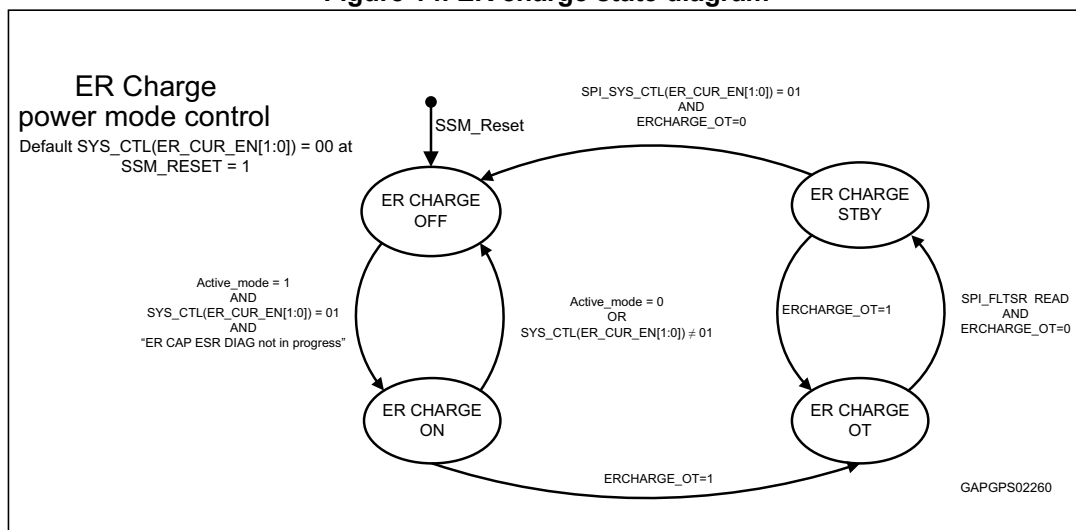 ER Charge
power mode control
Default SYS_CTL(ER_CUR_EN[1:0]) = 00 at
SSM_RESET = 1
SSM_Reset
SPI_SYS_CTL(ER_CUR_EN[1:0]) = 01
AND
ERCHARGE_OT=0
ER CHARGE
OFF
ER CHARGE
STBY
Active_mode = 1
AND
SYS_CTL(ER_CUR_EN[1:0]) = 01
AND
“ER CAP ESR DIAG not in progress”
Active_mode = 0
OR
SYS_CTL(ER_CUR_EN[1:0]) ≠ 01
ERCHARGE_OT=1
SPI_FLTSR READ
AND
ERCHARGE_OT=0
ER CHARGE
ON
ER CHARGE
OT
ERCHARGE_OT=1
GAPGPS02260